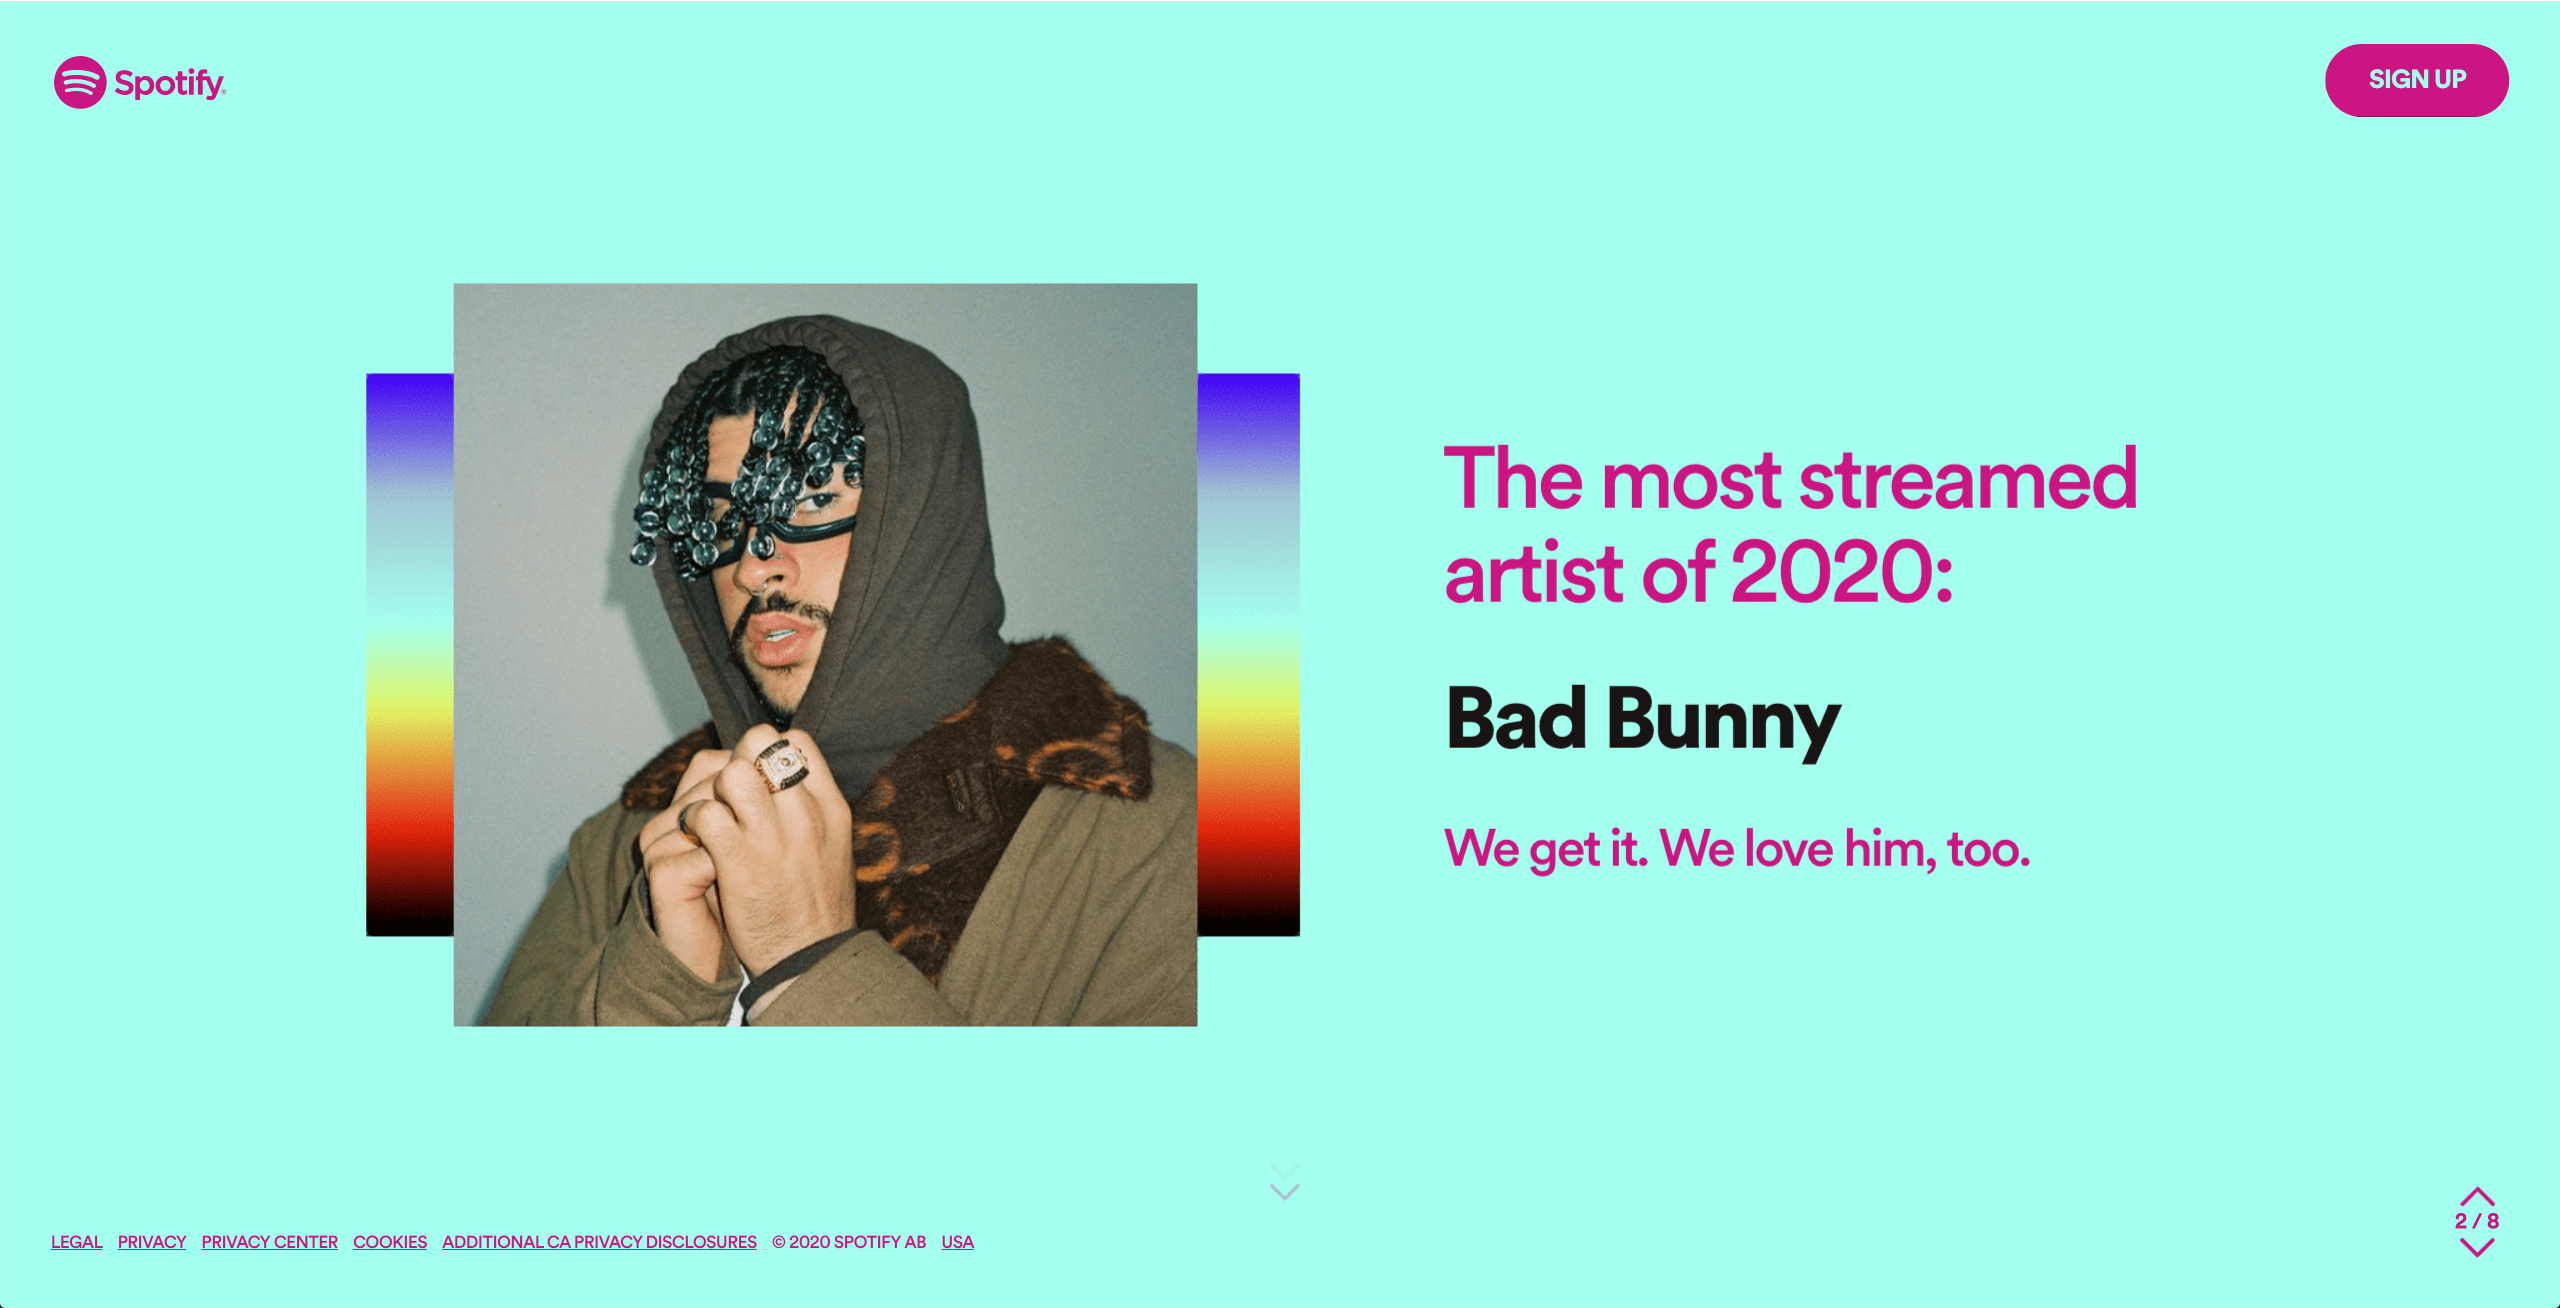 Spotify®
SIGN UP
The most streamed
artist of 2020:
Bad Bunny
We get it. We love him, too.
2 / 8
LEGAL PRIVACY PRIVACY CENTER COOKIES ADDITIONAL CA PRIVACY DISCLOSURES © 2020 SPOTIFY AB USA